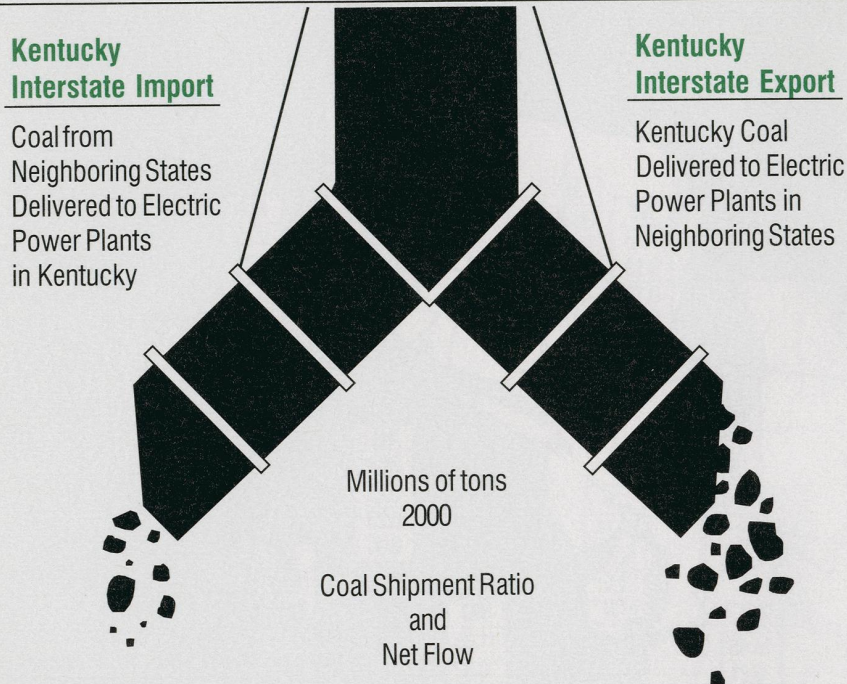 Kentucky
Interstate Import
Coal from
Neighboring States
Delivered to Electric
Power Plants
in Kentucky
Kentucky
Interstate Export
Kentucky Coal
Delivered to Electric
Power Plants in
Neighboring States
Millions of tons
2000
Coal Shipment Ratio
and
Net Flow